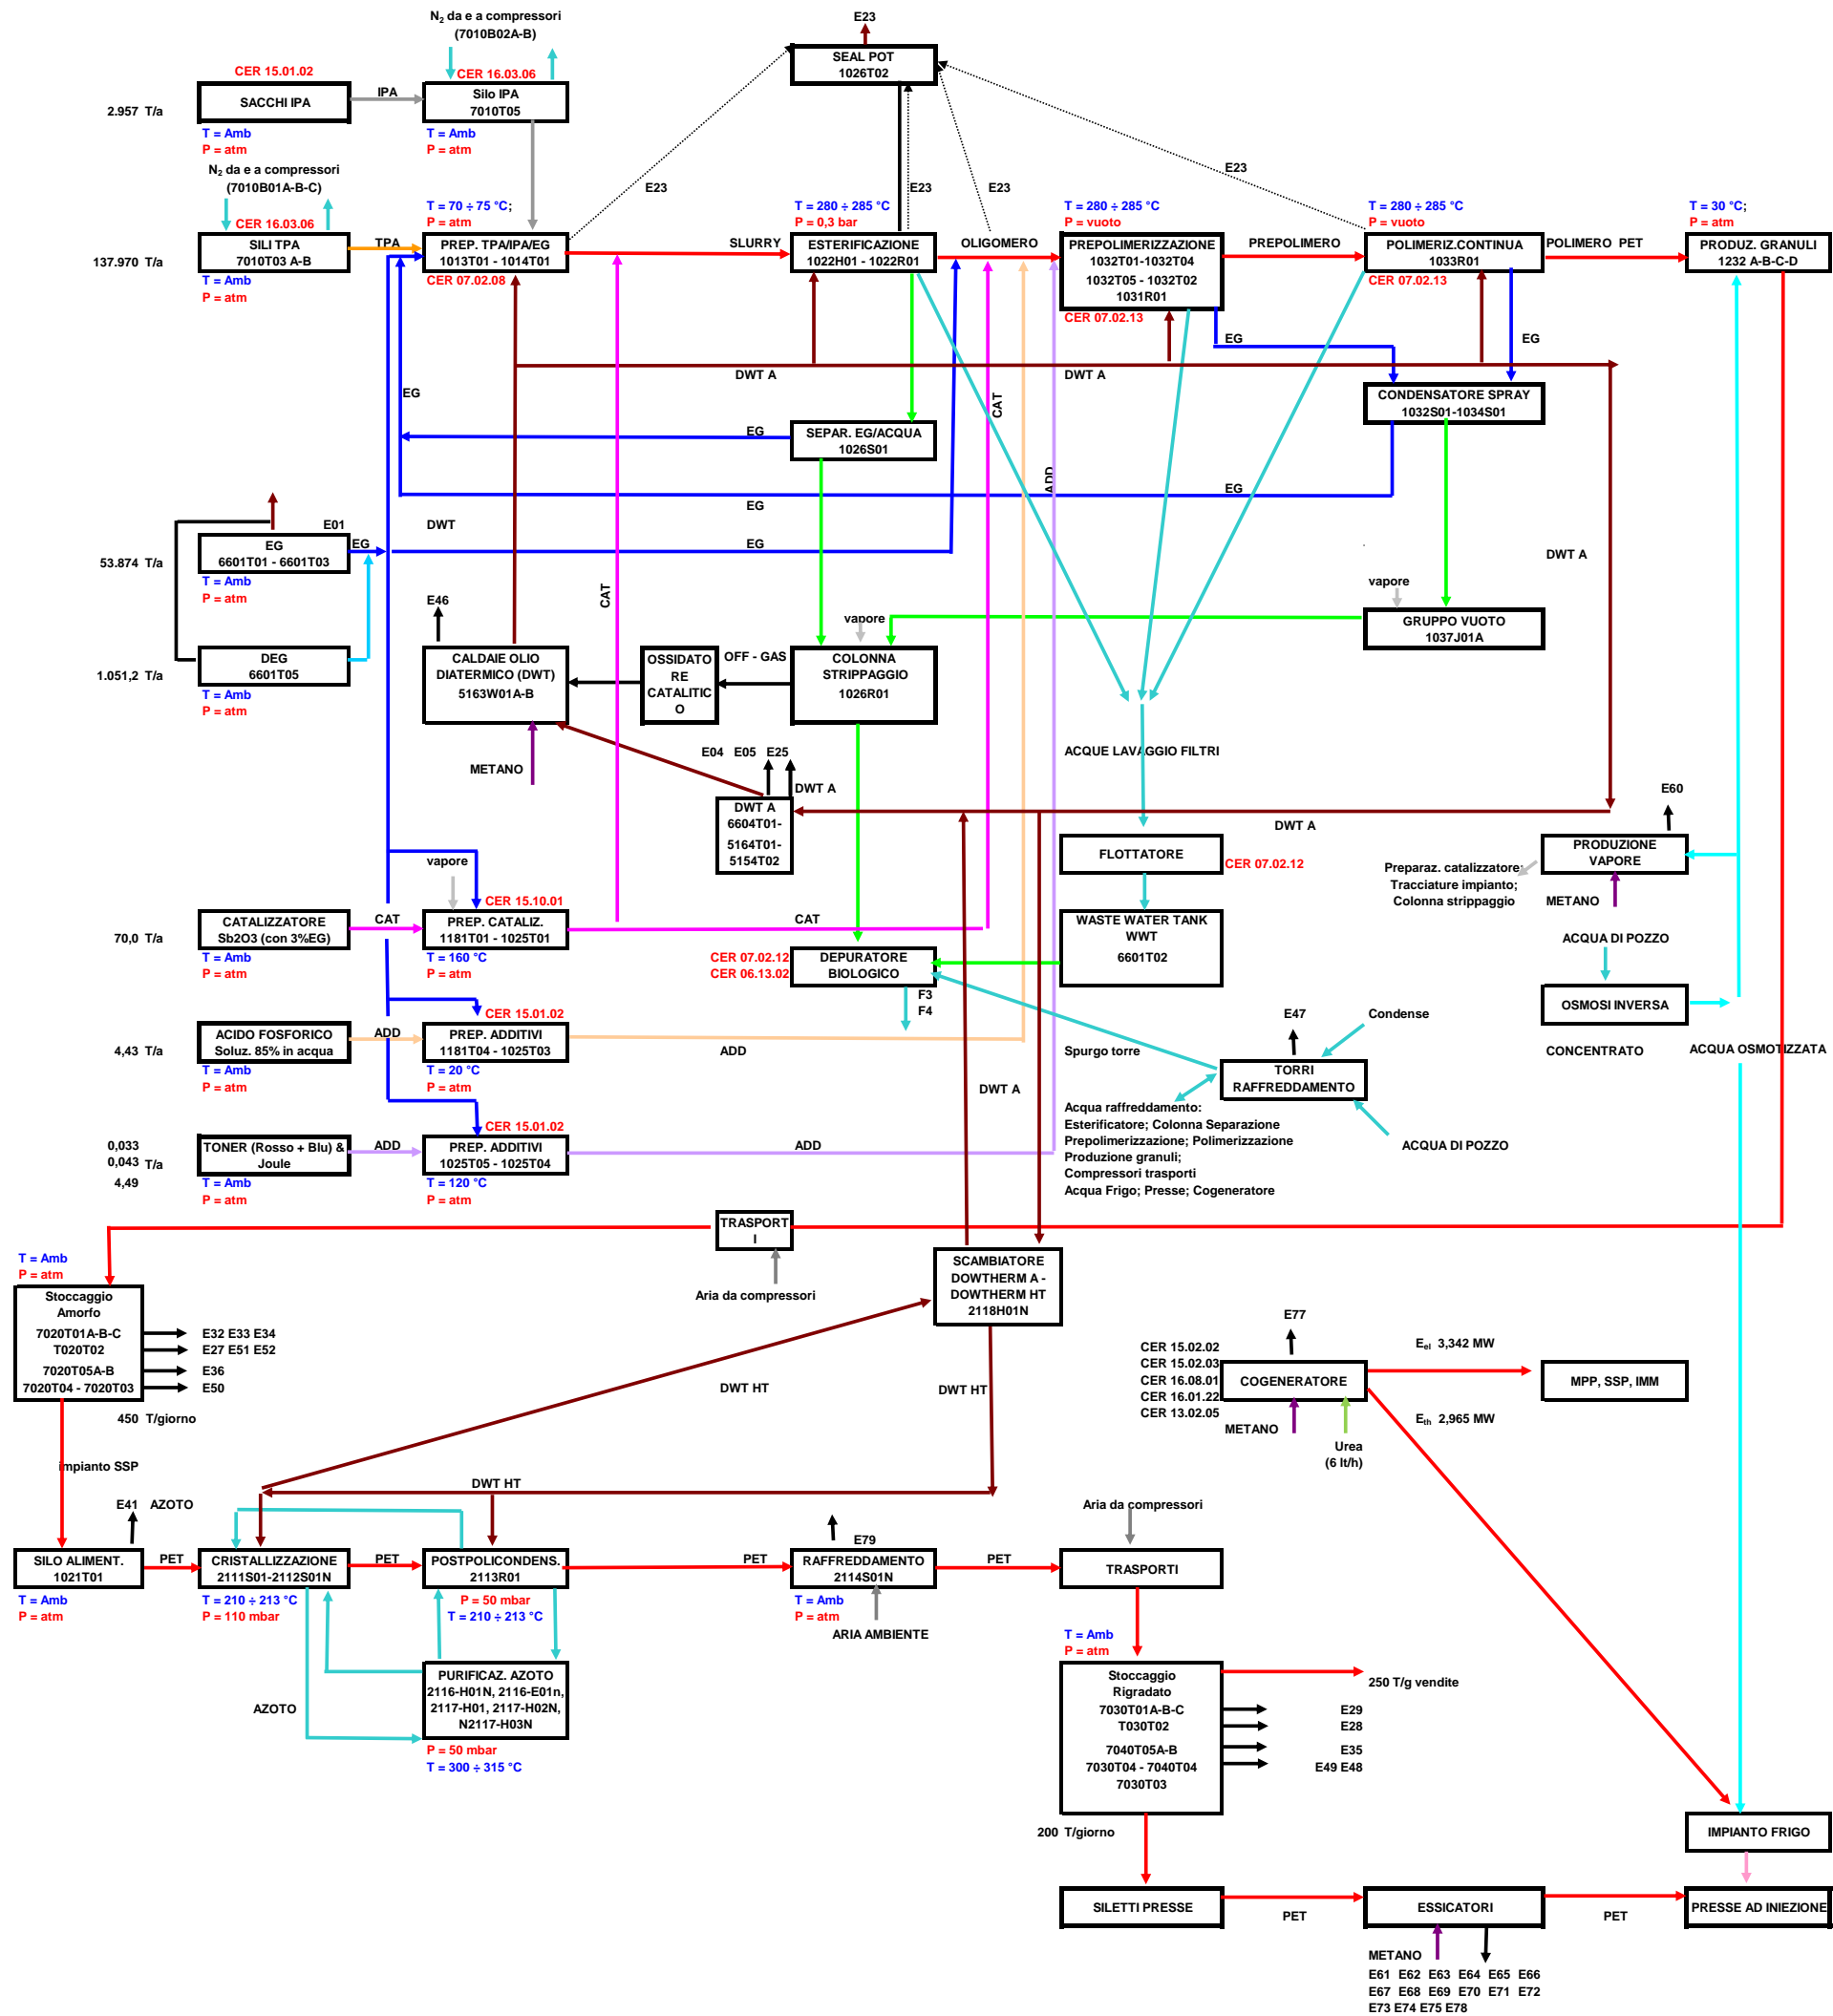 N2 da e a compressori
(7010B02A-B)
E23
SEAL POT
1026T02
CER 15.01.02
CER 16.03.06
SACCHI IPA
IPA
Silo IPA
7010T05
2.957 T/a
T = Amb
P = atm
T = Amb
P = atm
N2 da e a compressori
(7010B01A-B-C)
E23
E23
E23
E23
CER 16.03.06
T = 70 ÷ 75 °C;
P = atm
T = 280 ÷ 285 °C
P = 0,3 bar
T = 280 ÷ 285 °C
P = vuoto
T = 280 ÷ 285 °C
P = vuoto
T = 30 °C;
P = atm
SILI TPA
7010T03 A-B
TPA
PREP. TPA/IPA/EG
1013T01 - 1014T01
SLURRY
ESTERIFICAZIONE
1022H01 - 1022R01
OLIGOMERO
PREPOLIMERIZZAZIONE
1032T01-1032T04
1032T05 - 1032T02
1031R01
PREPOLIMERO
POLIMERIZ.CONTINUA
1033R01
POLIMERO PET
PRODUZ. GRANULI
1232 A-B-C-D
137.970 T/a
T = Amb
P = atm
CER 07.02.08
CER 07.02.13
CER 07.02.13
EG
EG
DWT A
DWT A
EG
CAT
CONDENSATORE SPRAY
1032S01-1034S01
EG
SEPAR. EG/ACQUA
1026S01
ADD
EG
EG
E01
DWT
EG
EG
6601T01 - 6601T03
EG
53.874 T/a
DWT A
T = Amb
P = atm
CAT
vapore
E46
vapore
GRUPPO VUOTO
1037J01A
DEG
6601T05
1.051,2 T/a
T = Amb
P = atm
CALDAIE OLIO
DIATERMICO (DWT)
5163W01A-B
OSSIDATO
RE
CATALITIC
O
OFF - GAS
COLONNA
STRIPPAGGIO
1026R01
METANO
E04 E05 E25
ACQUE LAVAGGIO FILTRI
DWT A
DWT A
6604T01-
5164T01-
5154T02
DWT A
E60
FLOTTATORE
CER 07.02.12
PRODUZIONE
VAPORE
vapore
Preparaz. catalizzatore;
Tracciature impianto;
Colonna strippaggio
METANO
CER 15.10.01
CATALIZZATORE
Sb2O3 (con 3%EG)
CAT
PREP. CATALIZ.
1181T01 - 1025T01
CAT
WASTE WATER TANK
WWT
6601T02
70,0 T/a
T = Amb
P = atm
T = 160 °C
P = atm
CER 07.02.12
CER 06.13.02
DEPURATORE
BIOLOGICO
F3
F4
ACQUA DI POZZO
OSMOSI INVERSA
CER 15.01.02
ACIDO FOSFORICO
Soluz. 85% in acqua
ADD
PREP. ADDITIVI
1181T04 - 1025T03
ADD
4,43 T/a
T = Amb
P = atm
T = 20 °C
P = atm
E47
Condense
Spurgo torre
CONCENTRATO
ACQUA OSMOTIZZATA
TORRI
RAFFREDDAMENTO
DWT A
Acqua raffreddamento:
Esterificatore; Colonna Separazione
Prepolimerizzazione; Polimerizzazione
Produzione granuli;
Compressori trasporti
Acqua Frigo; Presse; Cogeneratore
ACQUA DI POZZO
CER 15.01.02
0,033
0,043 T/a
4,49
TONER (Rosso + Blu) &
Joule
ADD
PREP. ADDITIVI
1025T05 - 1025T04
ADD
T = Amb
P = atm
T = 120 °C
P = atm
TRASPORT
I
Aria da compressori
T = Amb
P = atm
SCAMBIATORE
DOWTHERM A -
DOWTHERM HT
2118H01N
Stoccaggio
Amorfo
7020T01A-B-C
T020T02
7020T05A-B
7020T04 - 7020T03
E32 E33 E34
E27 E51 E52
E36
E50
450 T/giorno
impianto SSP
DWT HT
DWT HT
DWT HT
E77
CER 15.02.02
CER 15.02.03
CER 16.08.01
CER 16.01.22
CER 13.02.05
COGENERATORE
Eel 3,342 MW
MPP, SSP, IMM
Eth 2,965 MW
METANO
Urea
(6 lt/h)
E41 AZOTO
E79
Aria da compressori
SILO ALIMENT.
1021T01
PET
CRISTALLIZZAZIONE
2111S01-2112S01N
PET
POSTPOLICONDENS.
2113R01
PET
RAFFREDDAMENTO
2114S01N
PET
TRASPORTI
T = Amb
P = atm
T = 210 ÷ 213 °C
P = 110 mbar
P = 50 mbar
T = 210 ÷ 213 °C
T = Amb
P = atm
ARIA AMBIENTE
T = Amb
P = atm
AZOTO
PURIFICAZ. AZOTO
2116-H01N, 2116-E01n,
2117-H01, 2117-H02N,
N2117-H03N
P = 50 mbar
T = 300 ÷ 315 °C
Stoccaggio
Rigradato
7030T01A-B-C
T030T02
7040T05A-B
7030T04 - 7040T04
7030T03
250 T/g vendite
E29
E28
E35
E49 E48
200 T/giorno
IMPIANTO FRIGO
SILETTI PRESSE
PET
ESSICATORI
PET
PRESSE AD INIEZIONE
METANO
E61 E62 E63 E64 E65 E66
E67 E68 E69 E70 E71 E72
E73 E74 E75 E78